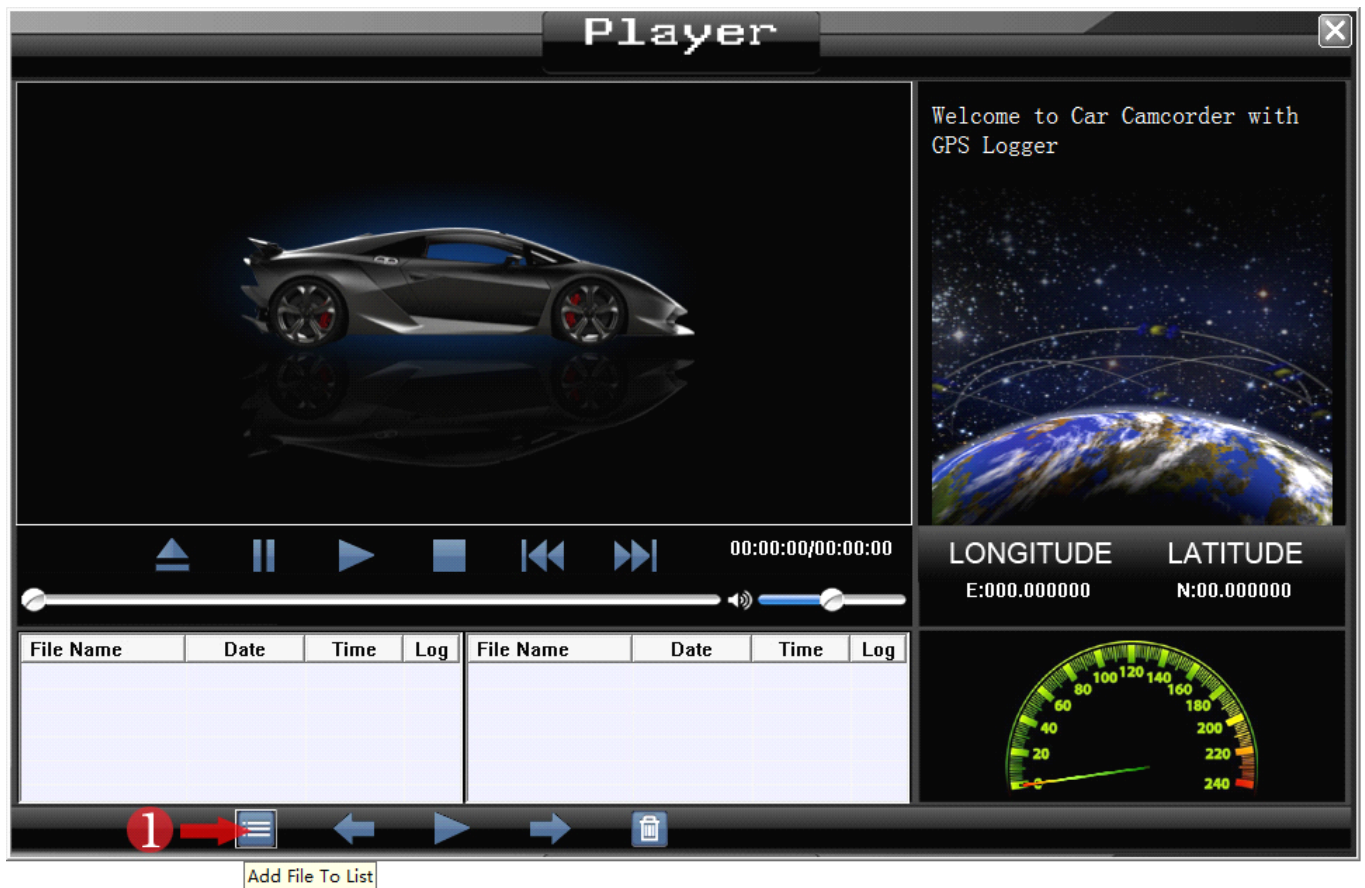 Player
Welcome to Car Camcorder with
GPS Logger
00:00:00/00:00:00
LONGITUDE LATITUDE
E:000.000000 N:00.000000
File Name Date Time Log File Name Date Time Log
0 20 40 60 80 100 120 140 160 180 200 220 240
1
Add File To List